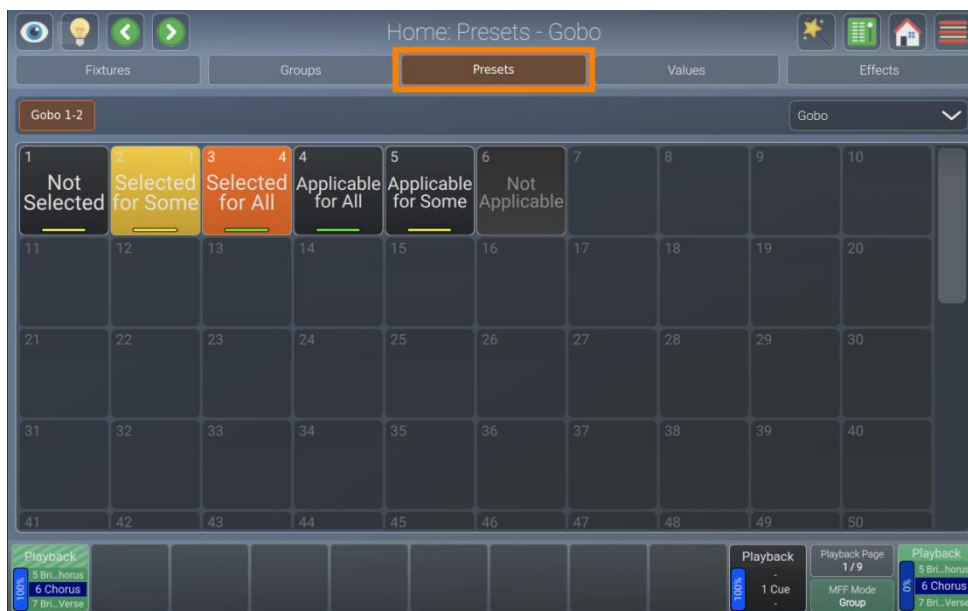 Home: Presets - Gobo
Fixtures
Groups
Presets
Values
Effects
Gobo 1-2
Gobo
1
Not
Selected
2 1
Selected
for Some
3 4
Selected
for All
4
Applicable
for All
5
Applicable
for Some
6
Not
Applicable
7
8
9
10
11
12
13
14
15
16
17
18
19
20
21
22
23
24
25
26
27
28
29
30
31
32
33
34
35
36
37
38
39
40
41
42
43
44
45
46
47
48
49
50
Playback
100%
5 Bri...horus
6 Chorus
7 Bri...Verse
Playback
100%
-
1 Cue
-
Playback Page
1 / 9
MFF Mode
Group
Playback
0%
5 Bri...horus
6 Chorus
7 Bri...Verse